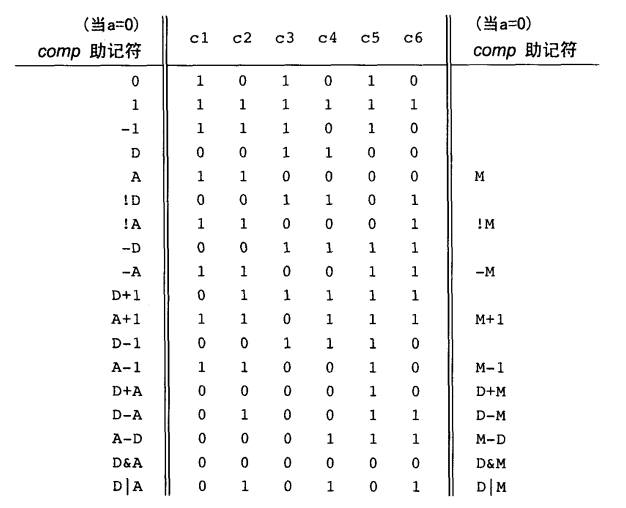 (当a=0) (当a=0)
comp 助记符 c1 c2 c3 c4 c5 c6 comp 助记符
0 1 0 1 0 1 0
1 1 1 1 1 1 1
-1 1 1 1 0 1 0
D 0 0 1 1 0 0
A 1 1 0 0 0 0 M
!D 0 0 1 1 0 1
!A 1 1 0 0 0 1 !M
-D 0 0 1 1 1 1
-A 1 1 0 0 1 1 -M
D+1 0 1 1 1 1 1
A+1 1 1 0 1 1 1 M+1
D-1 0 0 1 1 1 0
A-1 1 1 0 0 1 0 M-1
D+A 0 0 0 0 1 0 D+M
D-A 0 1 0 0 1 1 D-M
A-D 0 0 0 1 1 1 M-D
D&A 0 0 0 0 0 0 D&M
D|A 0 1 0 1 0 1 D|M